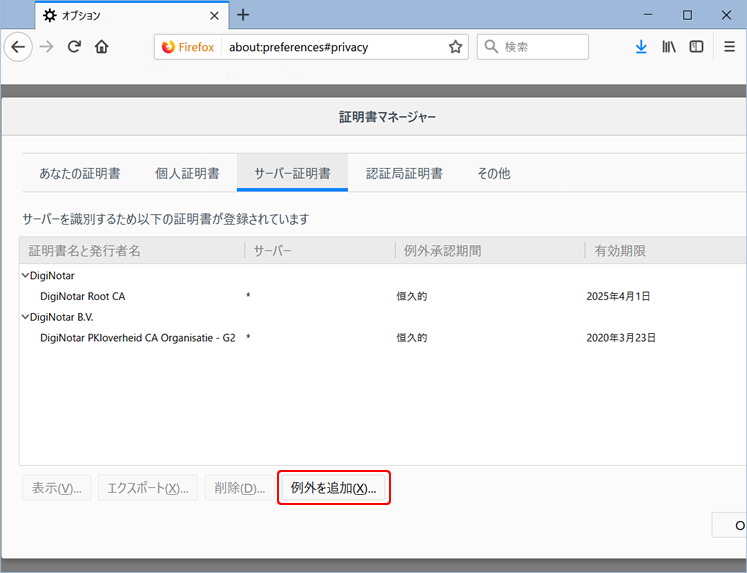 オプション
Firefox about:preferences#privacy 検索
証明書マネージャー
あなたの証明書 個人証明書 サーバー証明書 認証局証明書 その他
サーバーを識別するため以下の証明書が登録されています
証明書名と発行者名 サーバー 例外承認期間 有効期限
DigiNotar
DigiNotar Root CA * 恒久的 2025年4月1日
DigiNotar B.V.
DigiNotar PKIoverheid CA Organisatie - G2 * 恒久的 2020年3月23日
表示(V)... エクスポート(X)... 削除(D)... 例外を追加(X)...
O